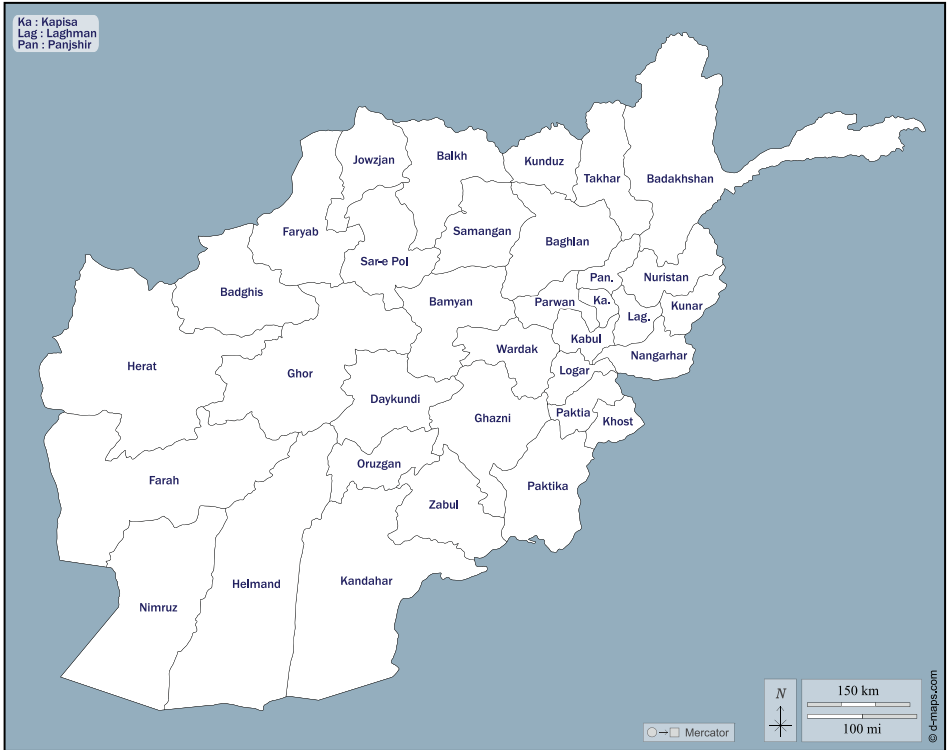 Ka : Kapisa
Lag : Laghman
Pan : Panjshir
Jowzjan
Balkh
Kunduz
Takhar
Badakhshan
Faryab
Samangan
Baghlan
Sar-e Pol
Badghis
Bamyan
Parwan
Pan.
Ka.
Nuristan
Kunar
Lag.
Kabul
Wardak
Nangarhar
Herat
Ghor
Logar
Daykundi
Ghazni
Paktia
Khost
Oruzgan
Farah
Zabul
Paktika
Kandahar
Helmand
Nimruz
N
150 km
100 mi
Mercator
© d-maps.com